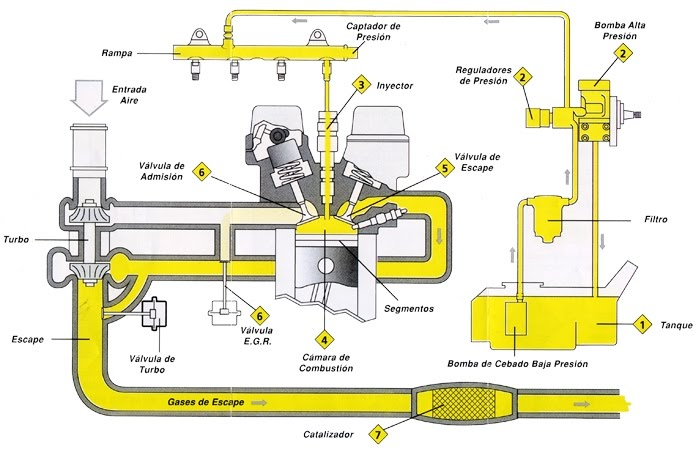 Captador de
Presión
Rampa
Bomba Alta
Presión
2
Reguladores
de Presión
2
Entrada
Aire
3
Inyector
Válvula de
Admisión
6
5
Válvula de
Escape
Filtro
Turbo
Segmentos
6
Válvula
E.G.R.
4
Cámara de
Combustión
1
Tanque
Escape
Válvula de
Turbo
Bomba de Cebado Baja Presión
Gases de Escape
Catalizador
7